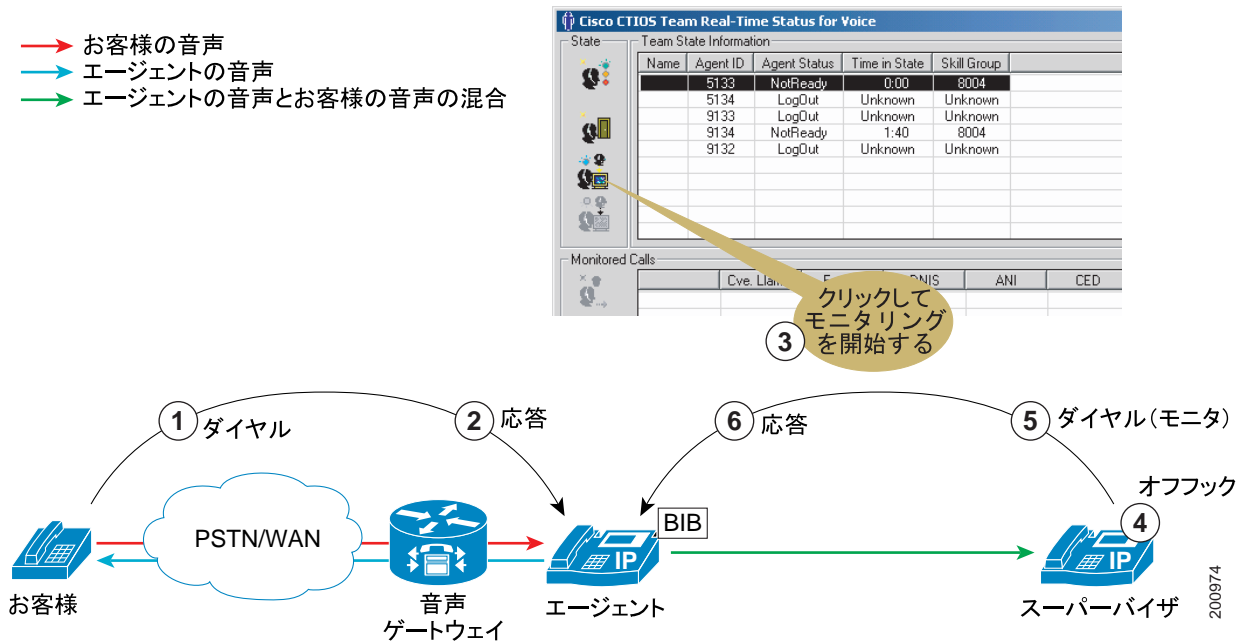 お客様の音声
エージェントの音声
エージェントの音声とお客様の音声の混合
Cisco CTIOS Team Real-Time Status for Voice
State
Team State Information
Name Agent ID Agent Status Time in State Skill Group
5133 NotReady 0:00 8004
5134 LogOut Unknown Unknown
9133 LogOut Unknown Unknown
9134 NotReady 1:40 8004
9132 LogOut Unknown Unknown
Monitored Calls
Cve. ANI CED
3
クリックして
モニタリング
を開始する
1 ダイヤル
2 応答
6 応答
5 ダイヤル(モニタ)
オフフック
4
PSTN/WAN
BIB
IP
IP
お客様
音声
ゲートウェイ
エージェント
スーパーバイザ
200974